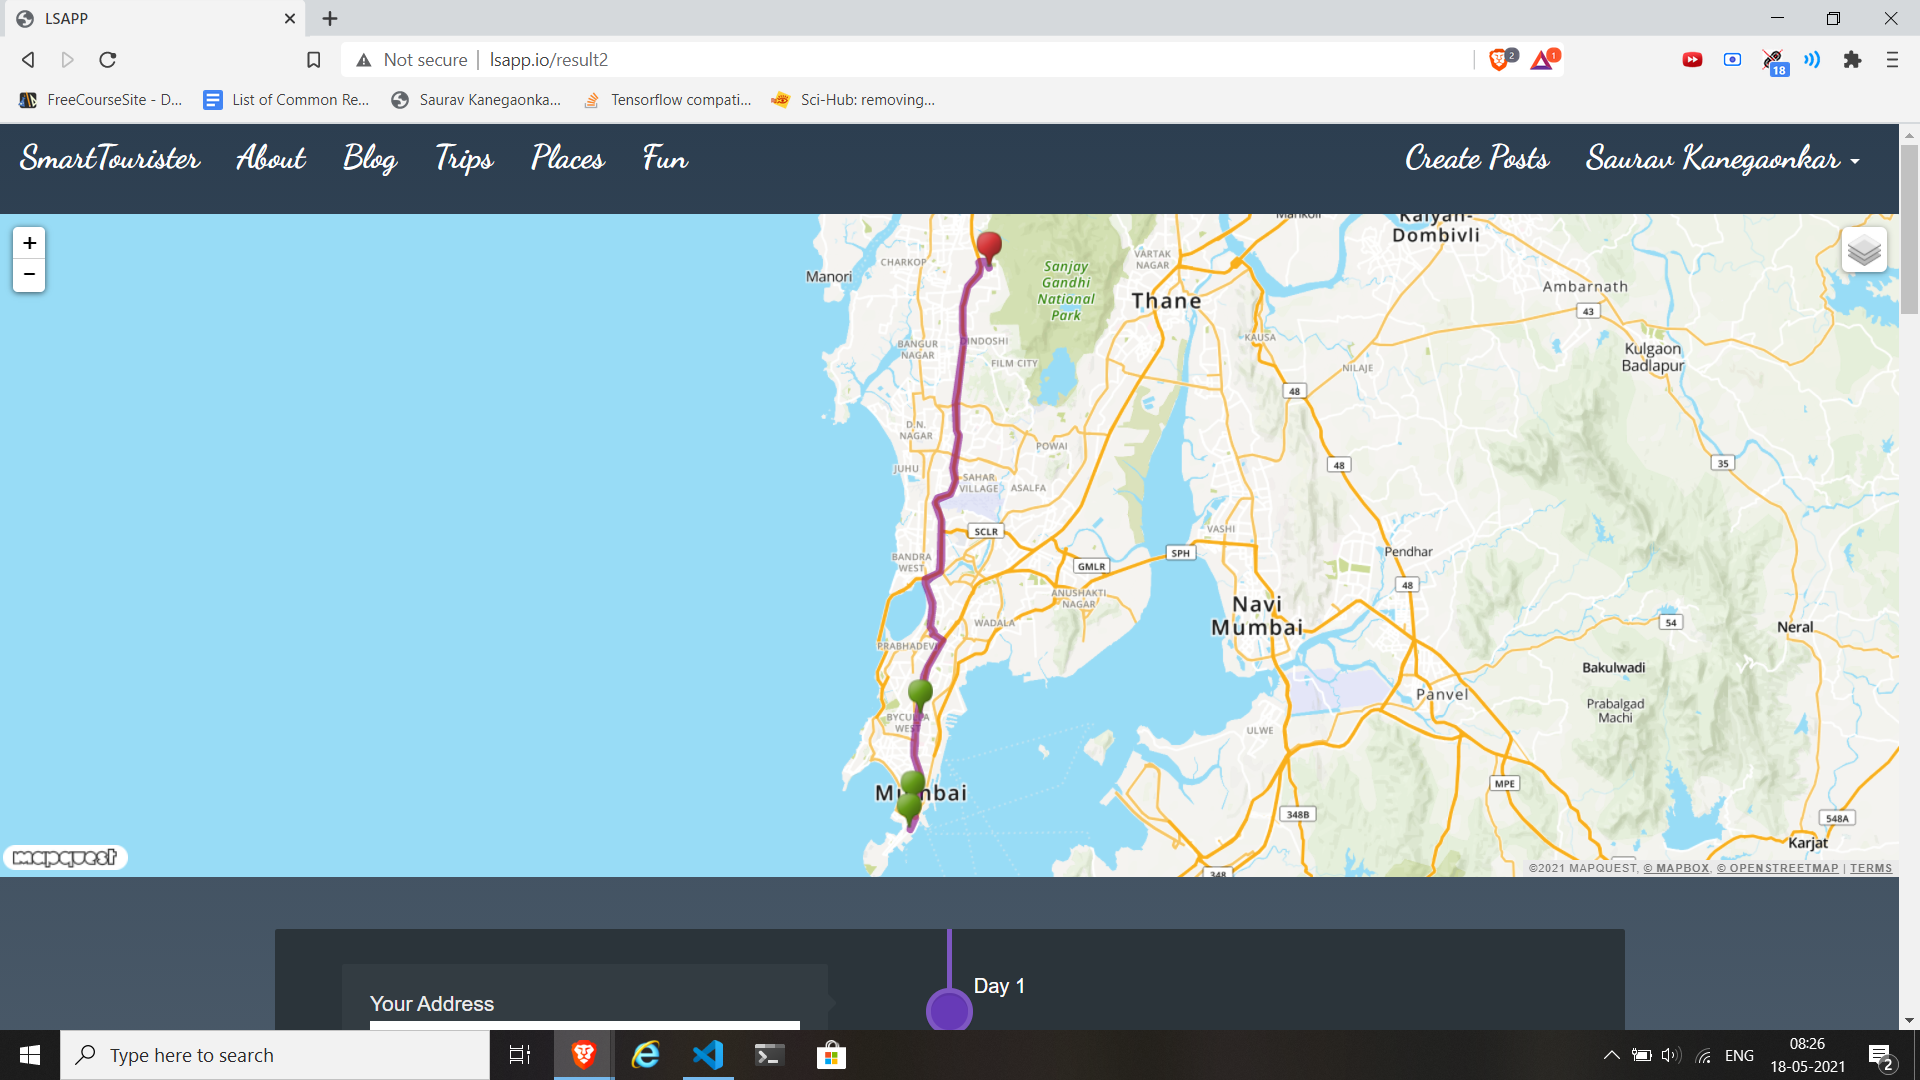 LSAPP
Not secure
lsapp.io/result2
2
1
18
FreeCourseSite - D...
List of Common Re...
Saurav Kanegaonka...
Tensorflow compati...
Sci-Hub: removing...
SmartTourister
About
Blog
Trips
Places
Fun
Create Posts
Saurav Kanegaonkar
+
−
Kalyan-
Dombivli
CHARKOP
Manori
Sanjay
Gandhi
National
Park
VARTAK
NAGAR
Thane
Ambarnath
43
BANGUR
NAGAR
DINDOSHI
FILM CITY
KAUSA
NILAJE
Kulgaon
Badlapur
48
D.N.
NAGAR
POWAI
JUHU
SAHAR
VILLAGE
ASALFA
48
35
SCLR
VASHI
SPH
Pendhar
BANDRA
WEST
GMLR
ANUSHAKTI
NAGAR
48
Navi
Mumbai
WADALA
54
Neral
PRABHADEVI
Bakulwadi
Panvel
Prabalgad
Machi
BYCULLA
WEST
ULWE
Mumbai
MPE
348B
548A
Karjat
348
mapquest
©2021 MAPQUEST, © MAPBOX, © OPENSTREETMAP | TERMS
Day 1
Your Address
Type here to search
ENG
08:26
18-05-2021
2